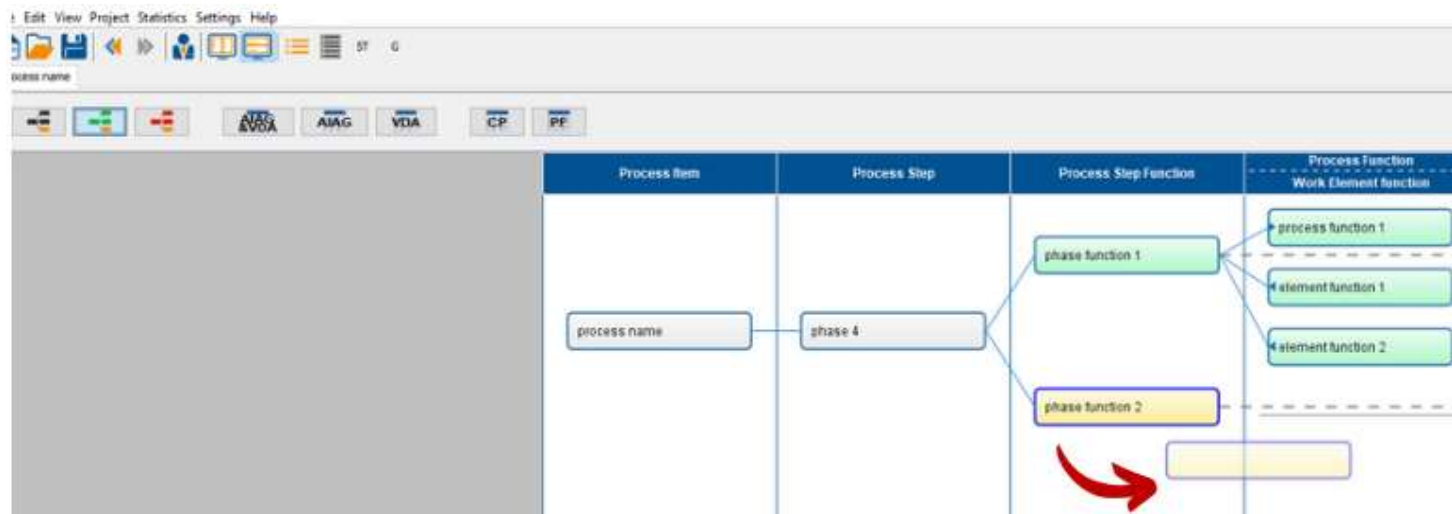 Edit View Project Statistics Settings Help
ST G
ocess name
AIAG &VDA AIAG VDA CP PF
Process Item Process Step Process Step Function Process Function
Work Element function
process function 1
phase function 1
element function 1
process name phase 4
element function 2
phase function 2